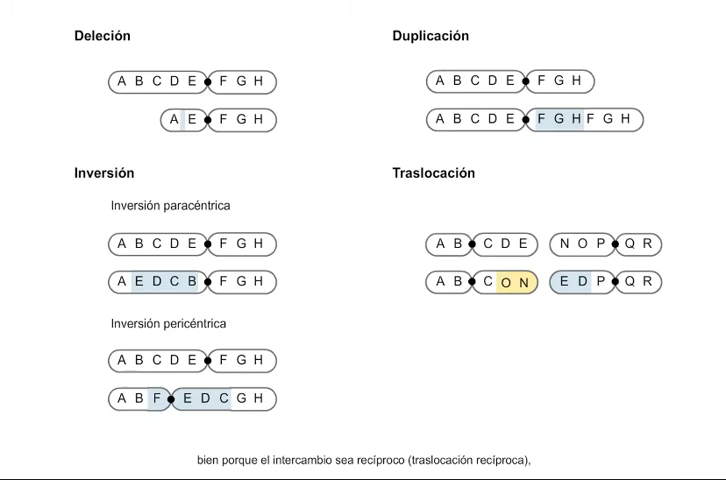 Deleción
A B C D E F G H
A E F G H
Duplicación
A B C D E F G H
A B C D E F G H F G H
Inversión
Inversión paracéntrica
A B C D E F G H
A E D C B F G H
Inversión pericéntrica
A B C D E F G H
A B F E D C G H
Traslocación
A B C D E N O P Q R
A B C O N E D P Q R
bien porque el intercambio sea recíproco (traslocación recíproca),